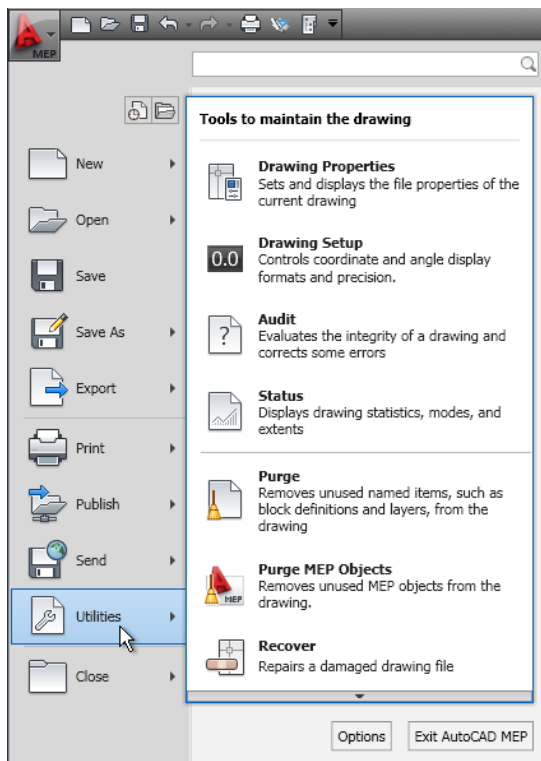 MEP
Tools to maintain the drawing
New
Open
Save
Save As
Export
Print
Publish
Send
Utilities
Close
Drawing Properties
Sets and displays the file properties of the
current drawing
0.0
Drawing Setup
Controls coordinate and angle display
formats and precision.
?
Audit
Evaluates the integrity of a drawing and
corrects some errors
Status
Displays drawing statistics, modes, and
extents
Purge
Removes unused named items, such as
block definitions and layers, from the
drawing
MEP
Purge MEP Objects
Removes unused MEP objects from the
drawing.
Recover
Repairs a damaged drawing file
Options
Exit AutoCAD MEP